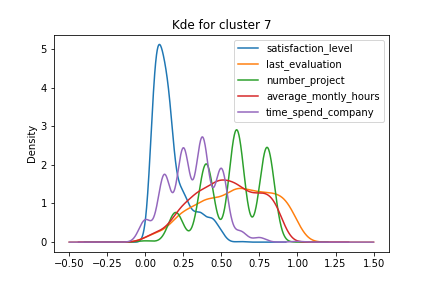 Kde for cluster 7
satisfaction_level
last_evaluation
number_project
average_montly_hours
time_spend_company
Density
5
4
3
2
1
0
−0.50 −0.25 0.00 0.25 0.50 0.75 1.00 1.25 1.50